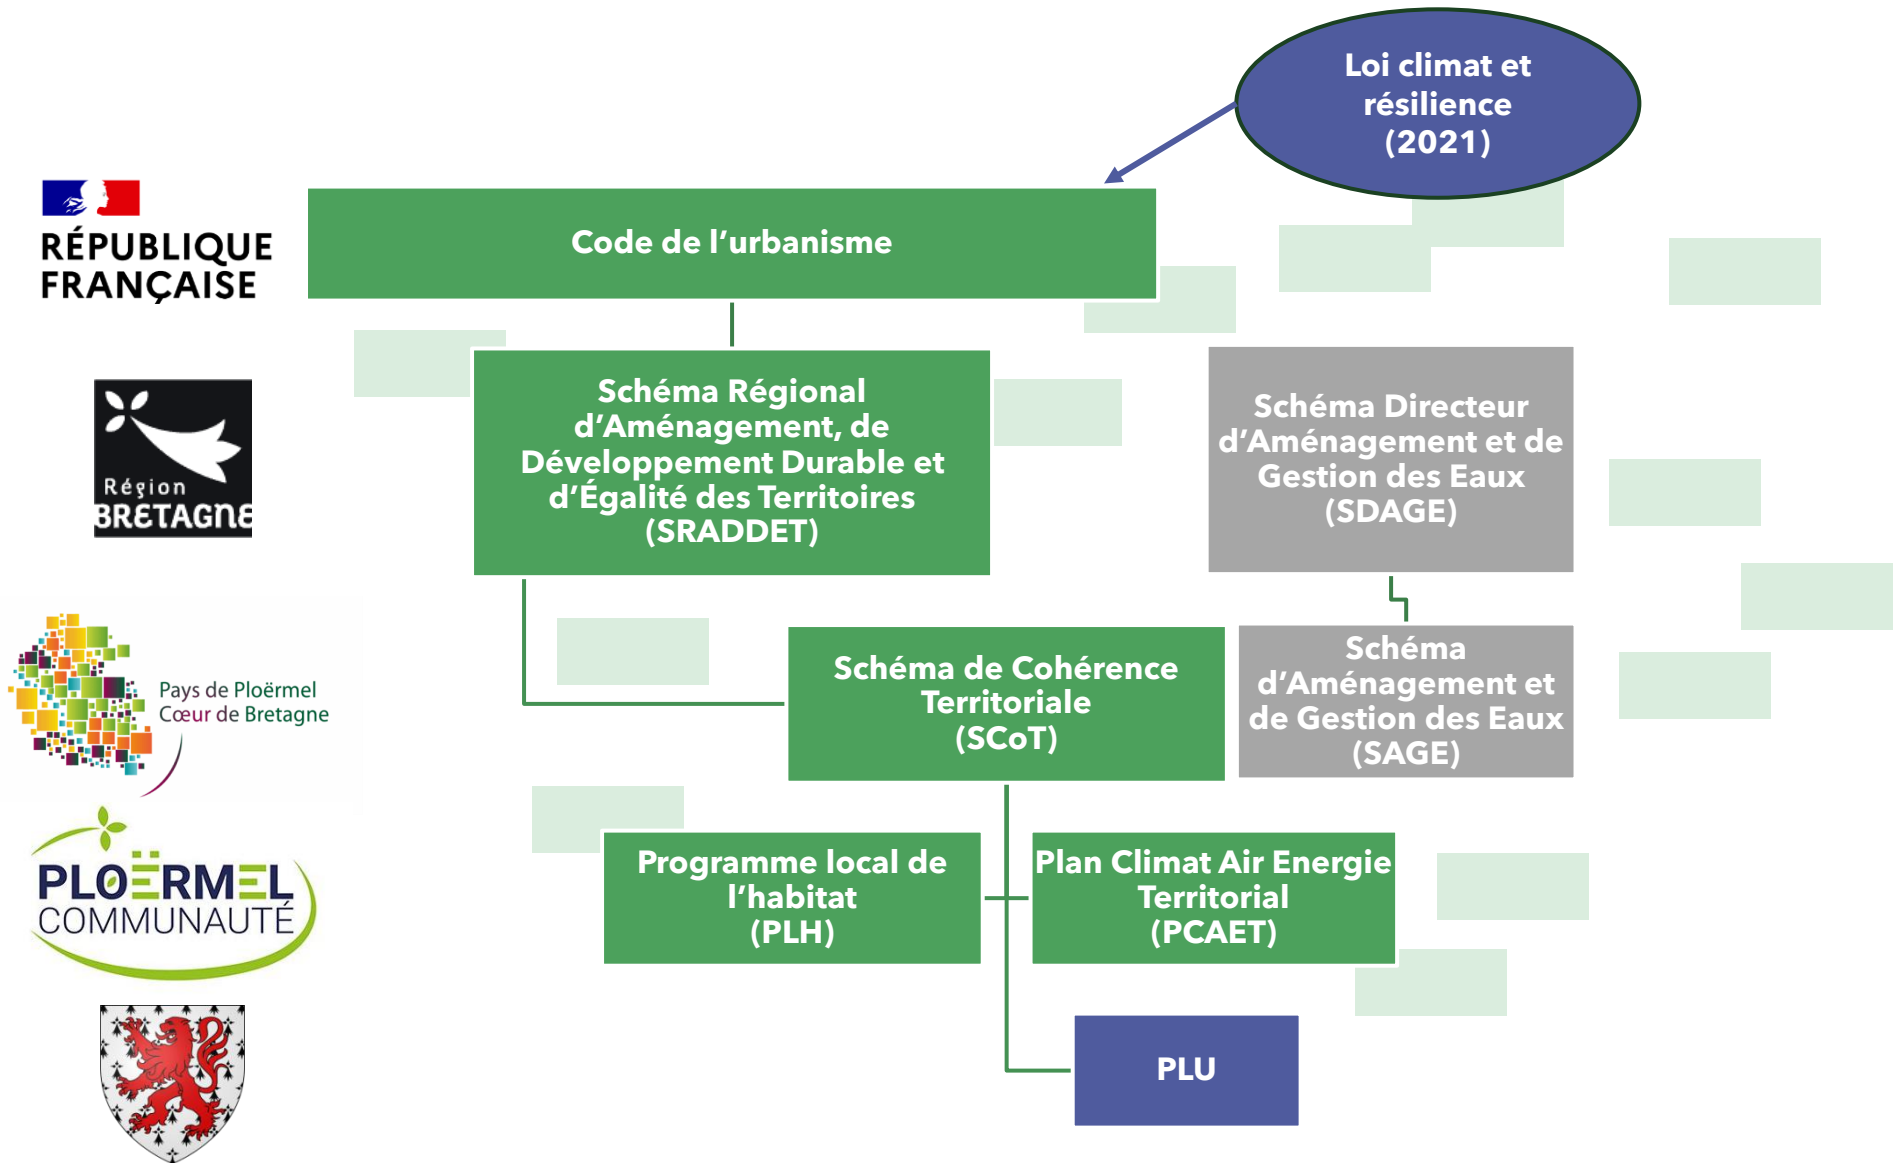 Loi climat et
résilience
(2021)
RÉPUBLIQUE
FRANÇAISE
Code de l'urbanisme
Région
BRETAGNE
Schéma Régional
d'Aménagement, de
Développement Durable et
d'Égalité des Territoires
(SRADDET)
Schéma Directeur
d'Aménagement et de
Gestion des Eaux
(SDAGE)
Pays de Ploërmel
Cœur de Bretagne
Schéma de Cohérence
Territoriale
(SCoT)
Schéma
d'Aménagement et
de Gestion des Eaux
(SAGE)
PLOËRMEL
COMMUNAUTÉ
Programme local de
l'habitat
(PLH)
Plan Climat Air Energie
Territorial
(PCAET)
PLU